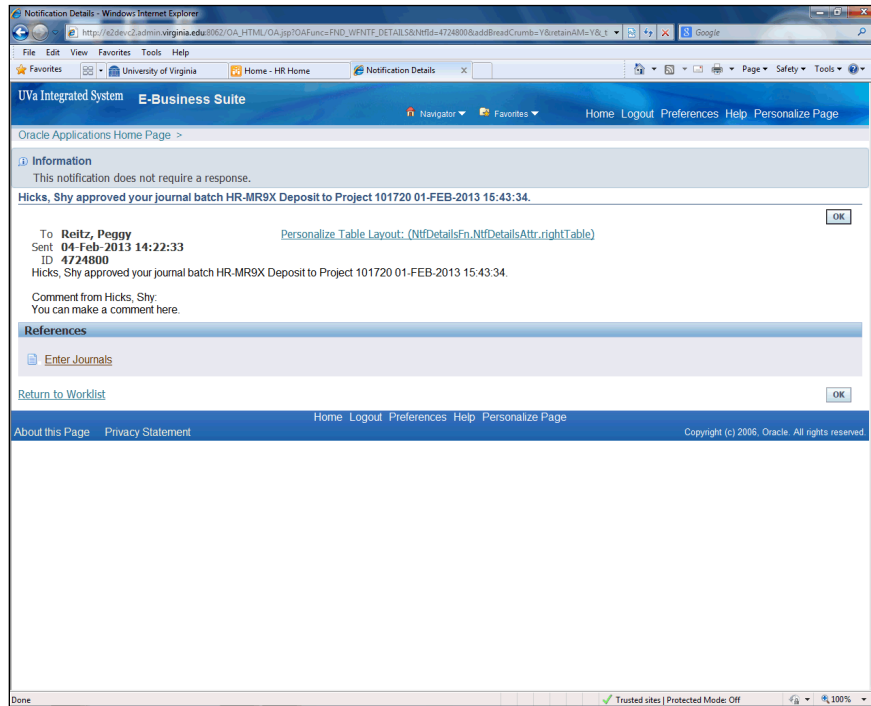 Notification Details - Windows Internet Explorer
http://e2devc2.admin.virginia.edu:8062/OA_HTML/OA.jsp?OAFunc=FND_WFNTF_DETAILS&NtfId=4724800&addBreadCrumb=Y&retainAM=Y&_t Google
File Edit View Favorites Tools Help
Favorites University of Virginia Home - HR Home Notification Details X Page Safety Tools
UVa Integrated System E-Business Suite
Navigator Favorites Home Logout Preferences Help Personalize Page
Oracle Applications Home Page >
Information
This notification does not require a response.
Hicks, Shy approved your journal batch HR-MR9X Deposit to Project 101720 01-FEB-2013 15:43:34.
OK
To Reitz, Peggy Personalize Table Layout: (NtfDetailsFn.NtfDetailsAttr.rightTable)
Sent 04-Feb-2013 14:22:33
ID 4724800
Hicks, Shy approved your journal batch HR-MR9X Deposit to Project 101720 01-FEB-2013 15:43:34.
Comment from Hicks, Shy:
You can make a comment here.
References
Enter Journals
Return to Worklist OK
Home Logout Preferences Help Personalize Page
About this Page Privacy Statement Copyright (c) 2006, Oracle. All rights reserved.
Done Trusted sites | Protected Mode: Off 100%